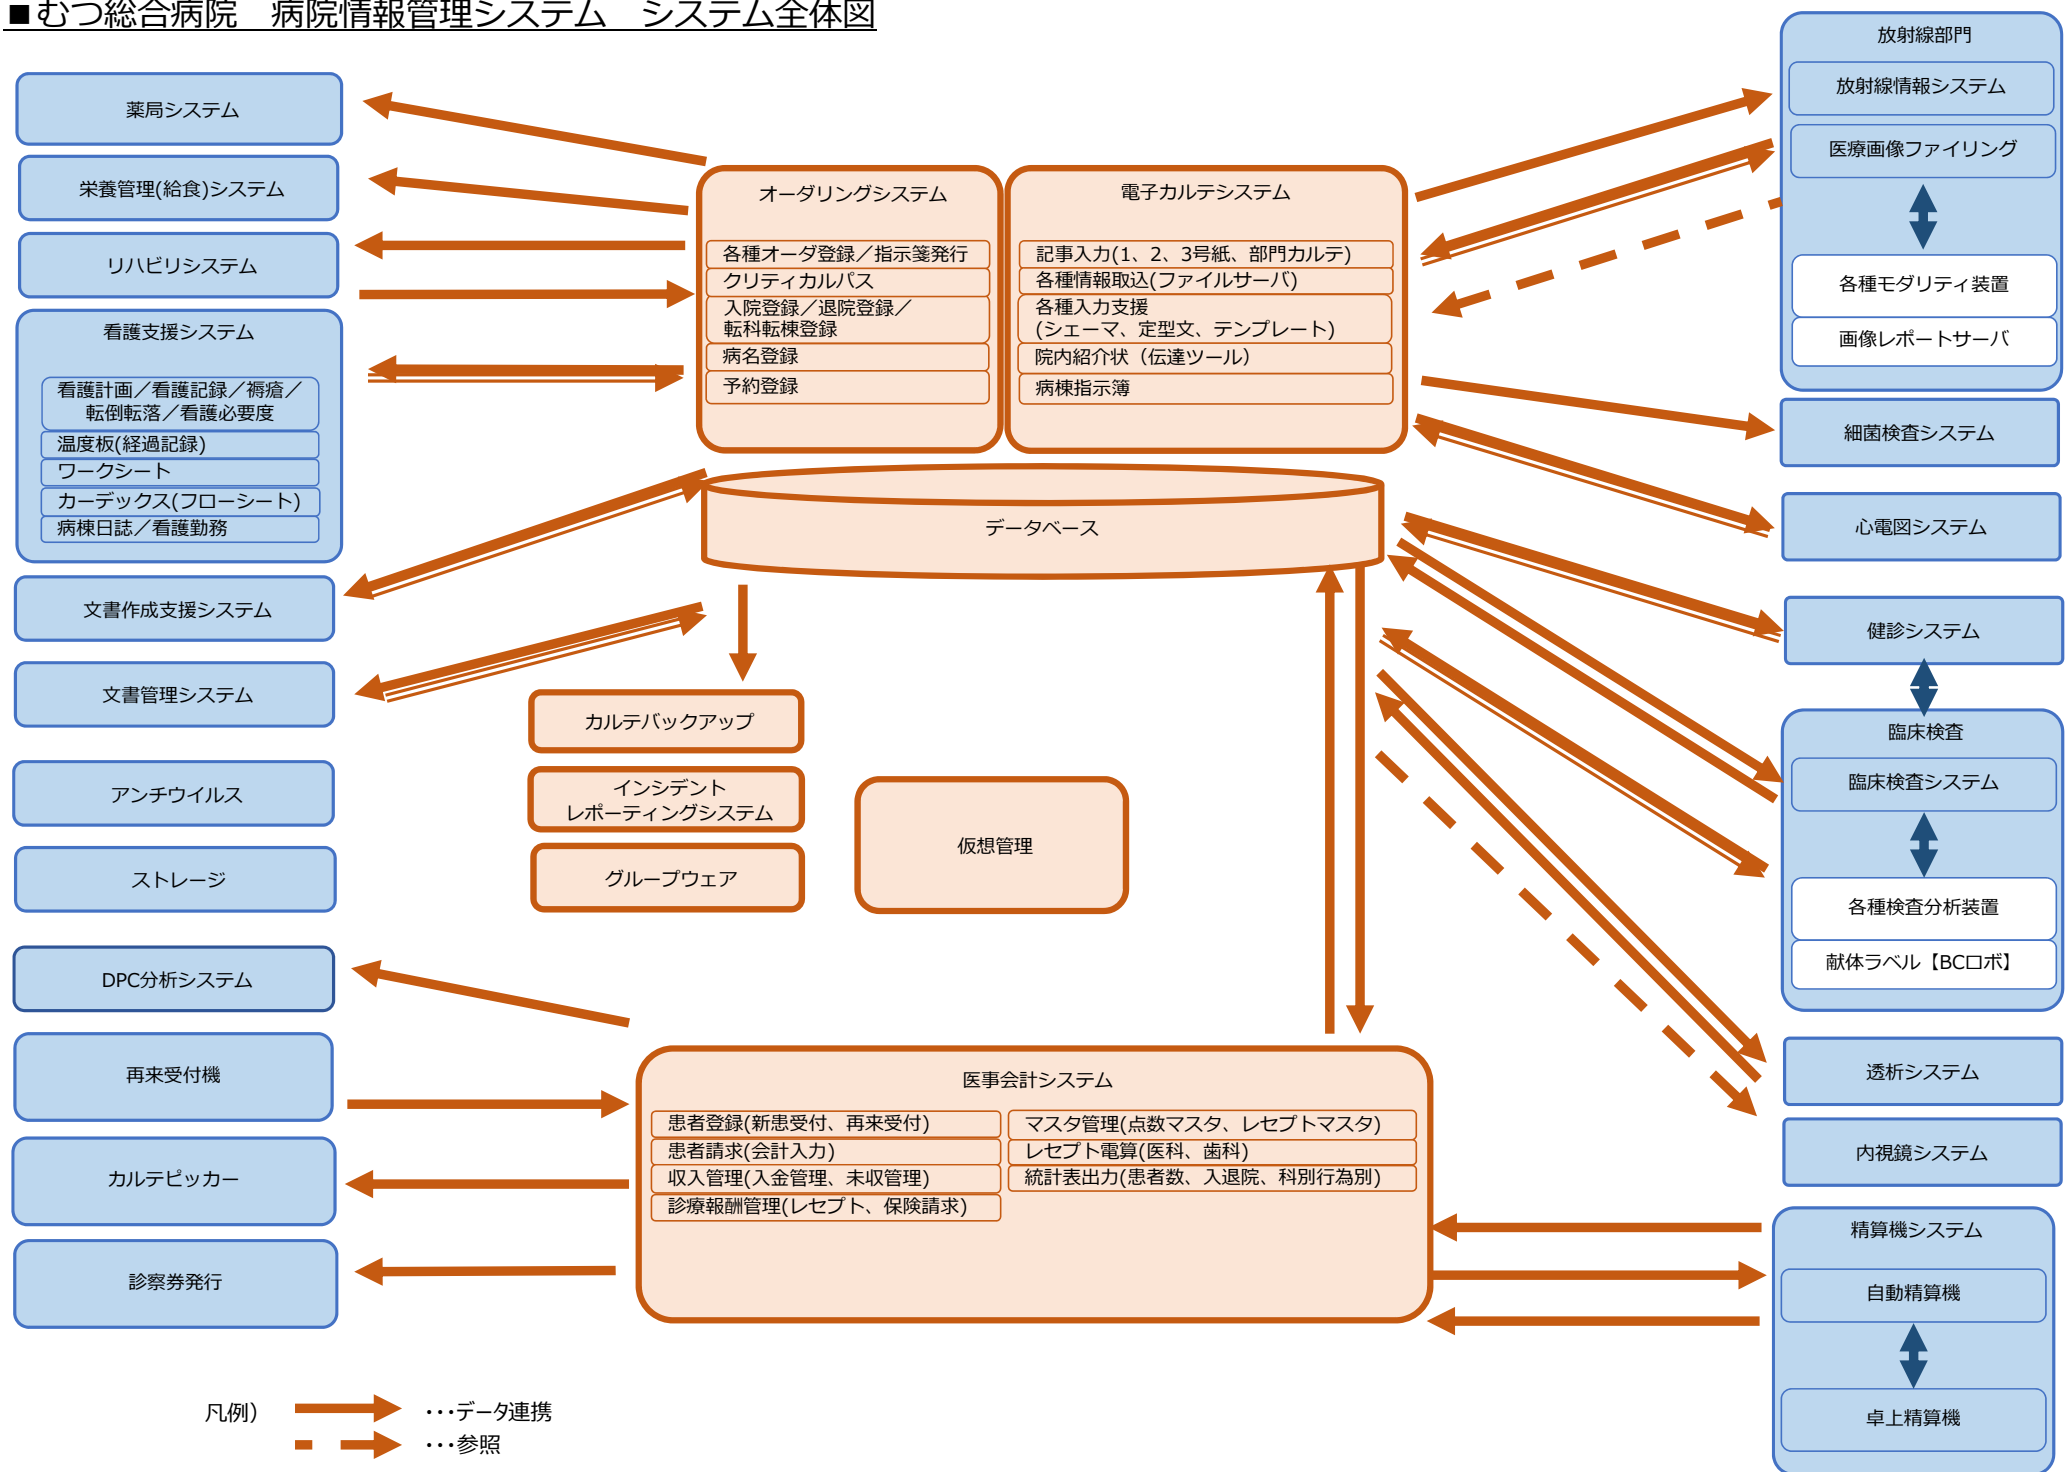 ■むつ総合病院　病院情報管理システム　システム全体図
薬局システム
栄養管理(給食)システム
リハビリシステム
看護支援システム
看護計画／看護記録／褥瘡／
転倒転落／看護必要度
温度板(経過記録)
ワークシート
カーデックス(フローシート)
病棟日誌／看護勤務
文書作成支援システム
文書管理システム
アンチウイルス
ストレージ
DPC分析システム
再来受付機
カルテピッカー
診察券発行
オーダリングシステム
各種オーダ登録／指示箋発行
クリティカルパス
入院登録／退院登録／
転科転棟登録
病名登録
予約登録
電子カルテシステム
記事入力(1、2、3号紙、部門カルテ)
各種情報取込(ファイルサーバ)
各種入力支援
(シェーマ、定型文、テンプレート)
院内紹介状（伝達ツール）
病棟指示簿
データベース
カルテバックアップ
インシデント
レポーティングシステム
グループウェア
仮想管理
医事会計システム
患者登録(新患受付、再来受付)
患者請求(会計入力)
収入管理(入金管理、未収管理)
診療報酬管理(レセプト、保険請求)
マスタ管理(点数マスタ、レセプトマスタ)
レセプト電算(医科、歯科)
統計表出力(患者数、入退院、科別行為別)
放射線部門
放射線情報システム
医療画像ファイリング
各種モダリティ装置
画像レポートサーバ
細菌検査システム
心電図システム
健診システム
臨床検査
臨床検査システム
各種検査分析装置
献体ラベル【BCロボ】
透析システム
内視鏡システム
精算機システム
自動精算機
卓上精算機
凡例)
･･･データ連携
･･･参照